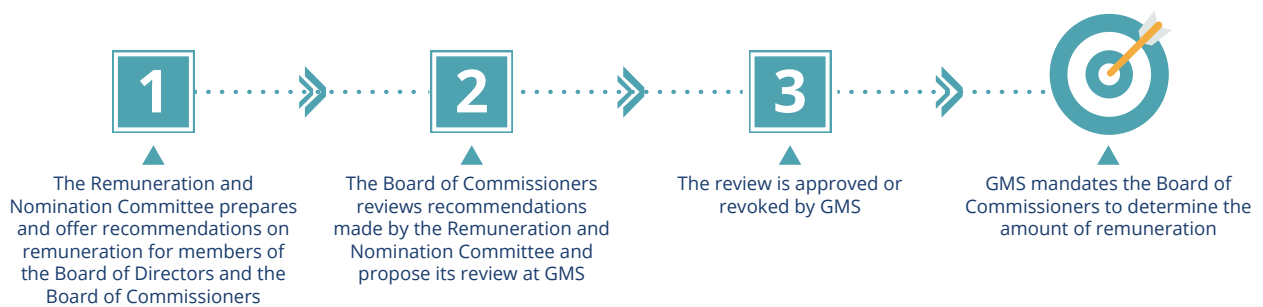 1
The Remuneration and
Nomination Committee prepares
and offer recommendations on
remuneration for members of
the Board of Directors and the
Board of Commissioners
2
The Board of Commissioners
reviews recommendations
made by the Remuneration and
Nomination Committee and
propose its review at GMS
3
The review is approved or
revoked by GMS
GMS mandates the Board of
Commissioners to determine the
amount of remuneration